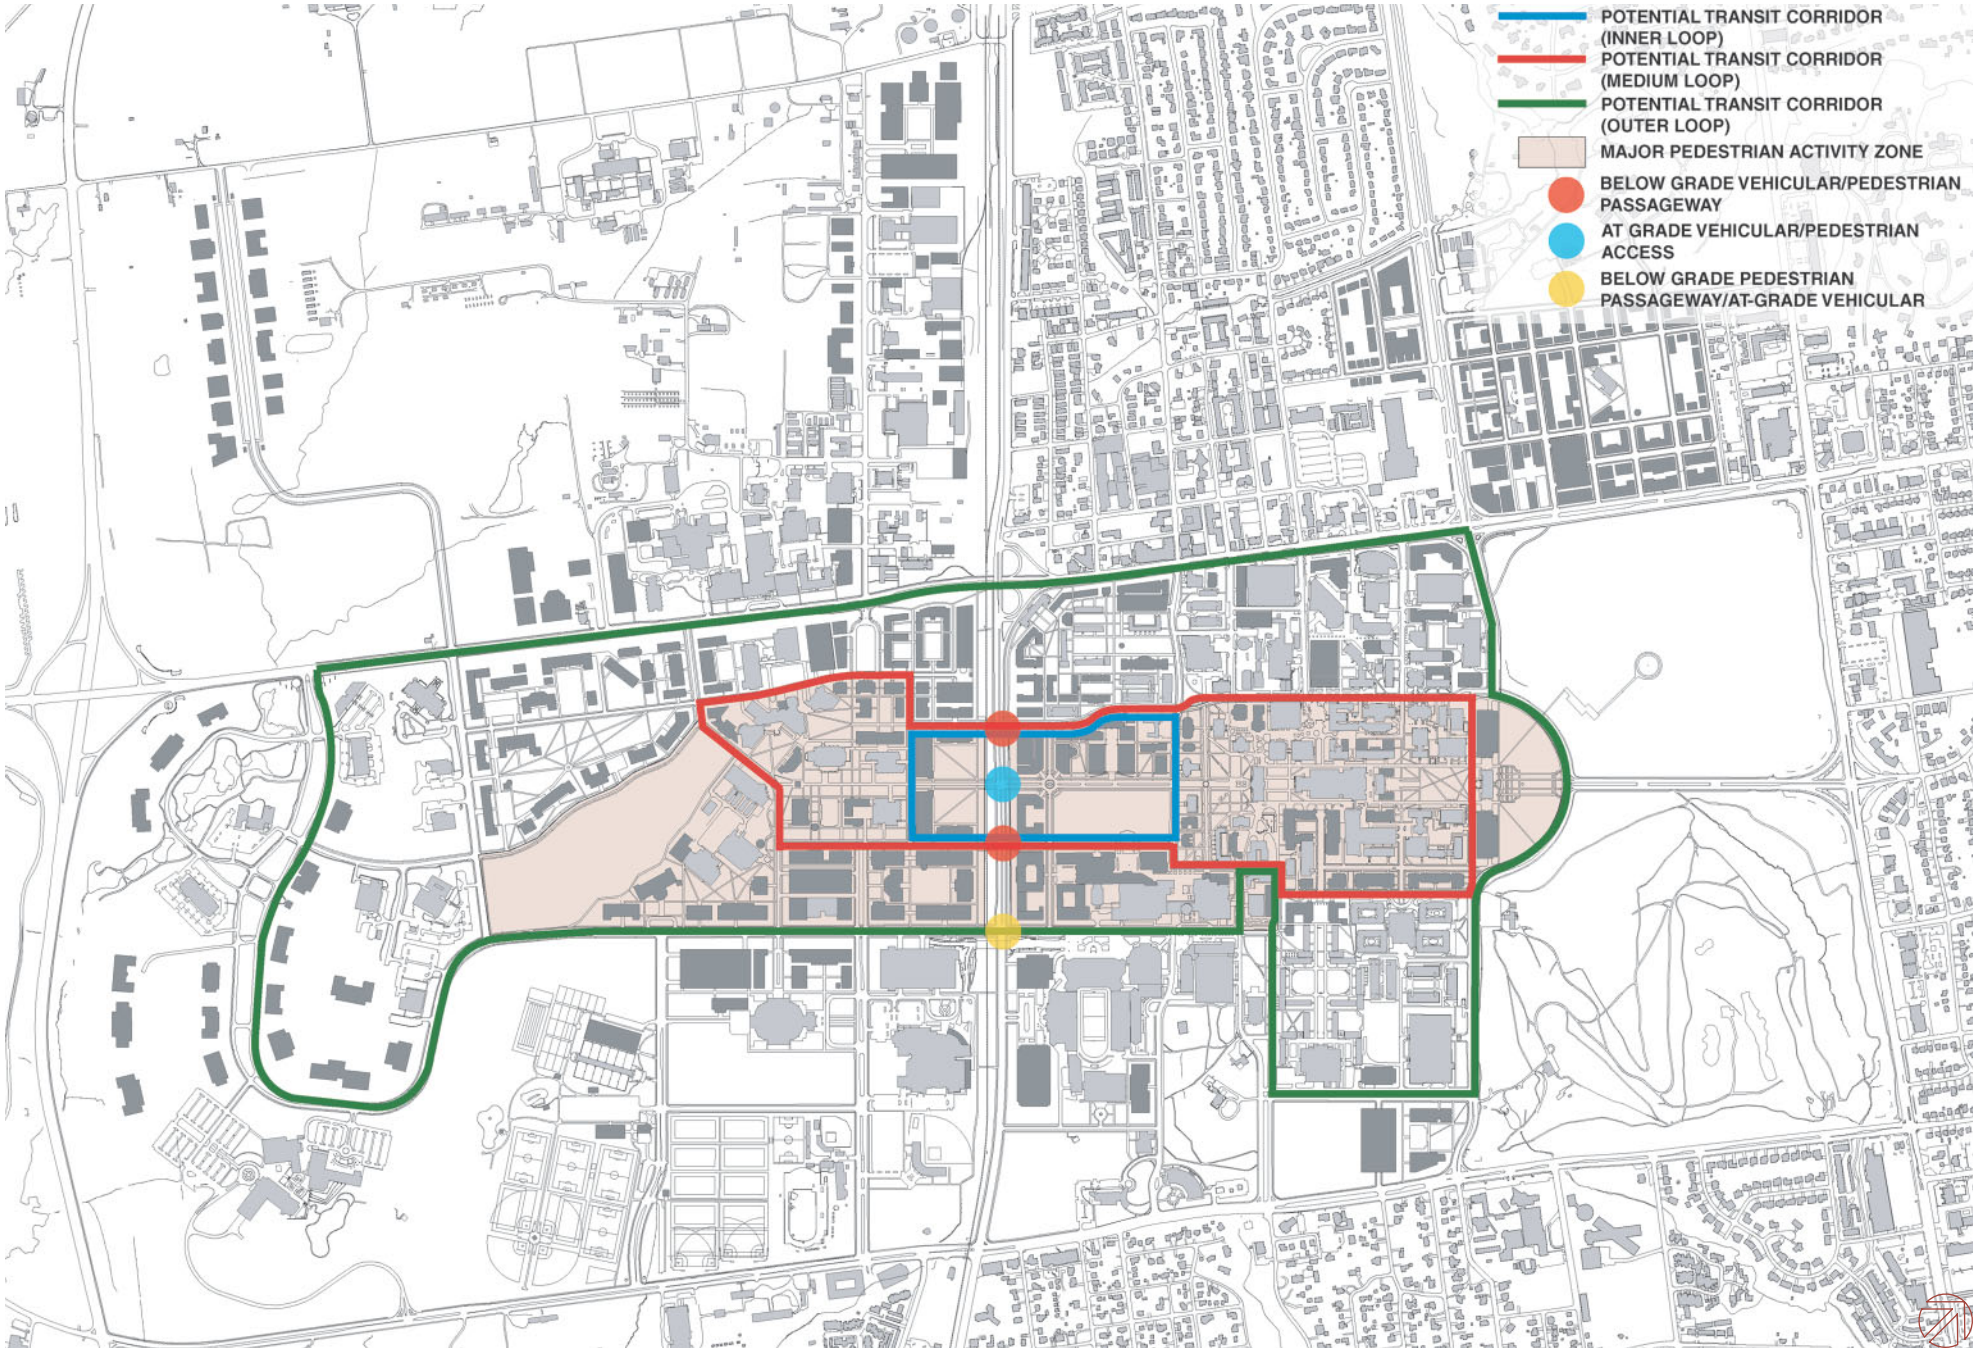 POTENTIAL TRANSIT CORRIDOR
(INNER LOOP)
POTENTIAL TRANSIT CORRIDOR
(MEDIUM LOOP)
POTENTIAL TRANSIT CORRIDOR
(OUTER LOOP)
MAJOR PEDESTRIAN ACTIVITY ZONE
BELOW GRADE VEHICULAR/PEDESTRIAN
PASSAGEWAY
AT GRADE VEHICULAR/PEDESTRIAN
ACCESS
BELOW GRADE PEDESTRIAN
PASSAGEWAY/AT-GRADE VEHICULAR